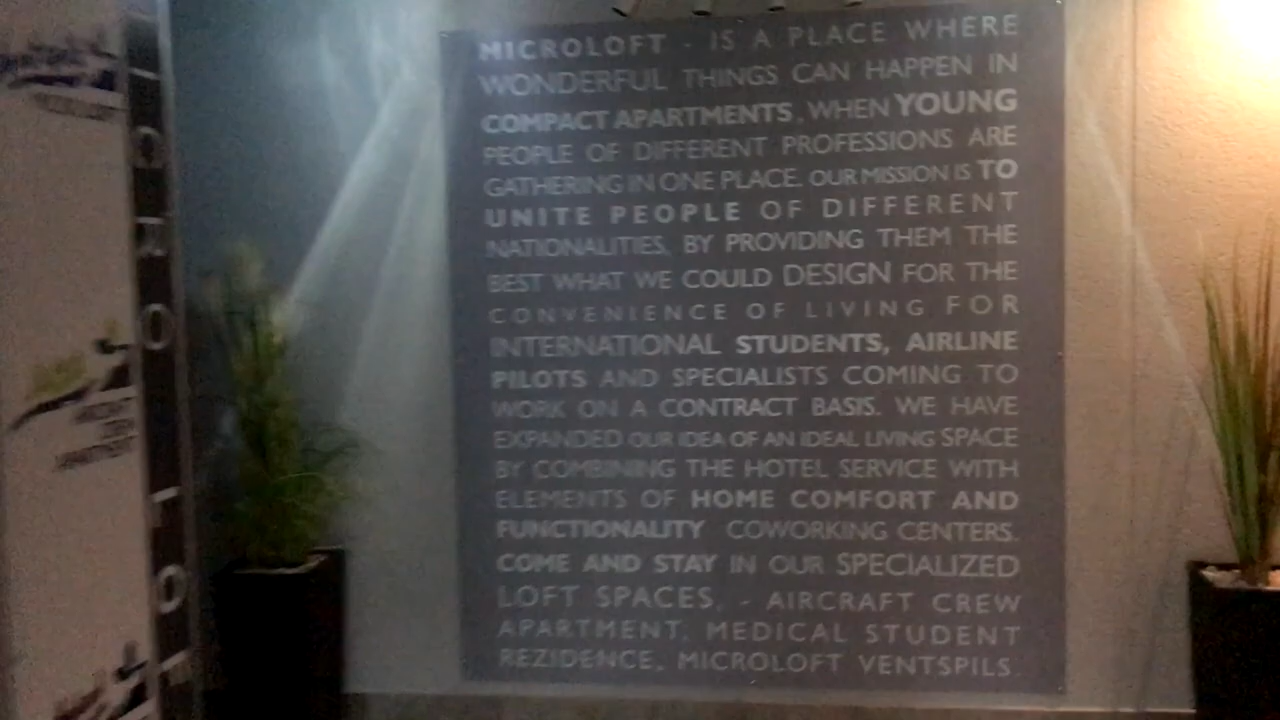 MICROLOFT - IS A PLACE WHERE
WONDERFUL THINGS CAN HAPPEN IN
COMPACT APARTMENTS, WHEN YOUNG
PEOPLE OF DIFFERENT PROFESSIONS ARE
GATHERING IN ONE PLACE. OUR MISSION IS TO
UNITE PEOPLE OF DIFFERENT
NATIONALITIES, BY PROVIDING THEM THE
BEST WHAT WE COULD DESIGN FOR THE
CONVENIENCE OF LIVING FOR
INTERNATIONAL STUDENTS, AIRLINE
PILOTS AND SPECIALISTS COMING TO
WORK ON A CONTRACT BASIS. WE HAVE
EXPANDED OUR IDEA OF AN IDEAL LIVING SPACE
BY COMBINING THE HOTEL SERVICE WITH
ELEMENTS OF HOME COMFORT AND
FUNCTIONALITY COWORKING CENTERS.
COME AND STAY IN OUR SPECIALIZED
LOFT SPACES. - AIRCRAFT CREW
APARTMENT, MEDICAL STUDENT
REZIDENCE, MICROLOFT VENTSPILS.